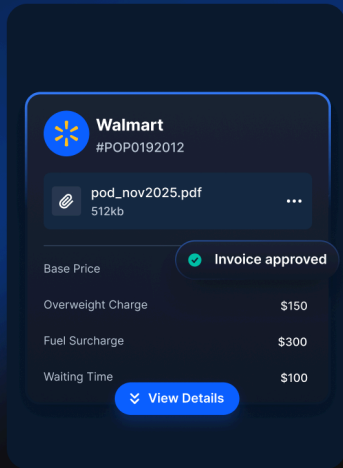 Walmart
#POP0192012
pod_nov2025.pdf
512kb
Invoice approved
Base Price
Overweight Charge $150
Fuel Surcharge $300
Waiting Time $100
View Details